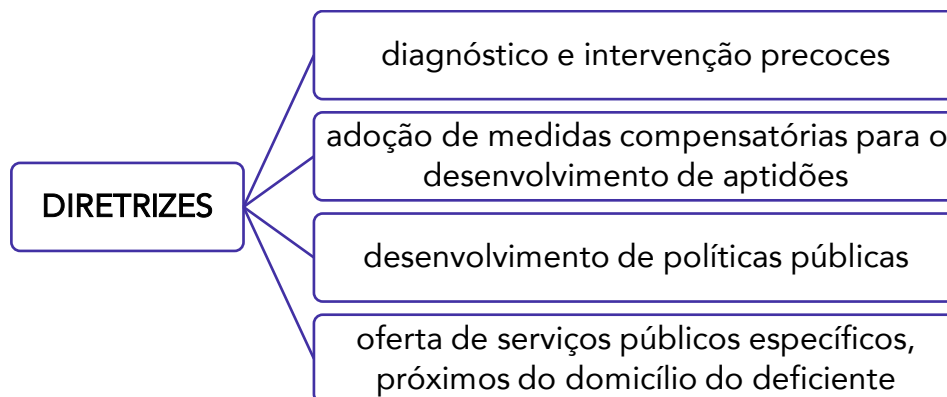 diagnóstico e intervenção precoces
adoção de medidas compensatórias para o
desenvolvimento de aptidões
DIRETRIZES
desenvolvimento de políticas públicas
oferta de serviços públicos específicos,
próximos do domicílio do deficiente